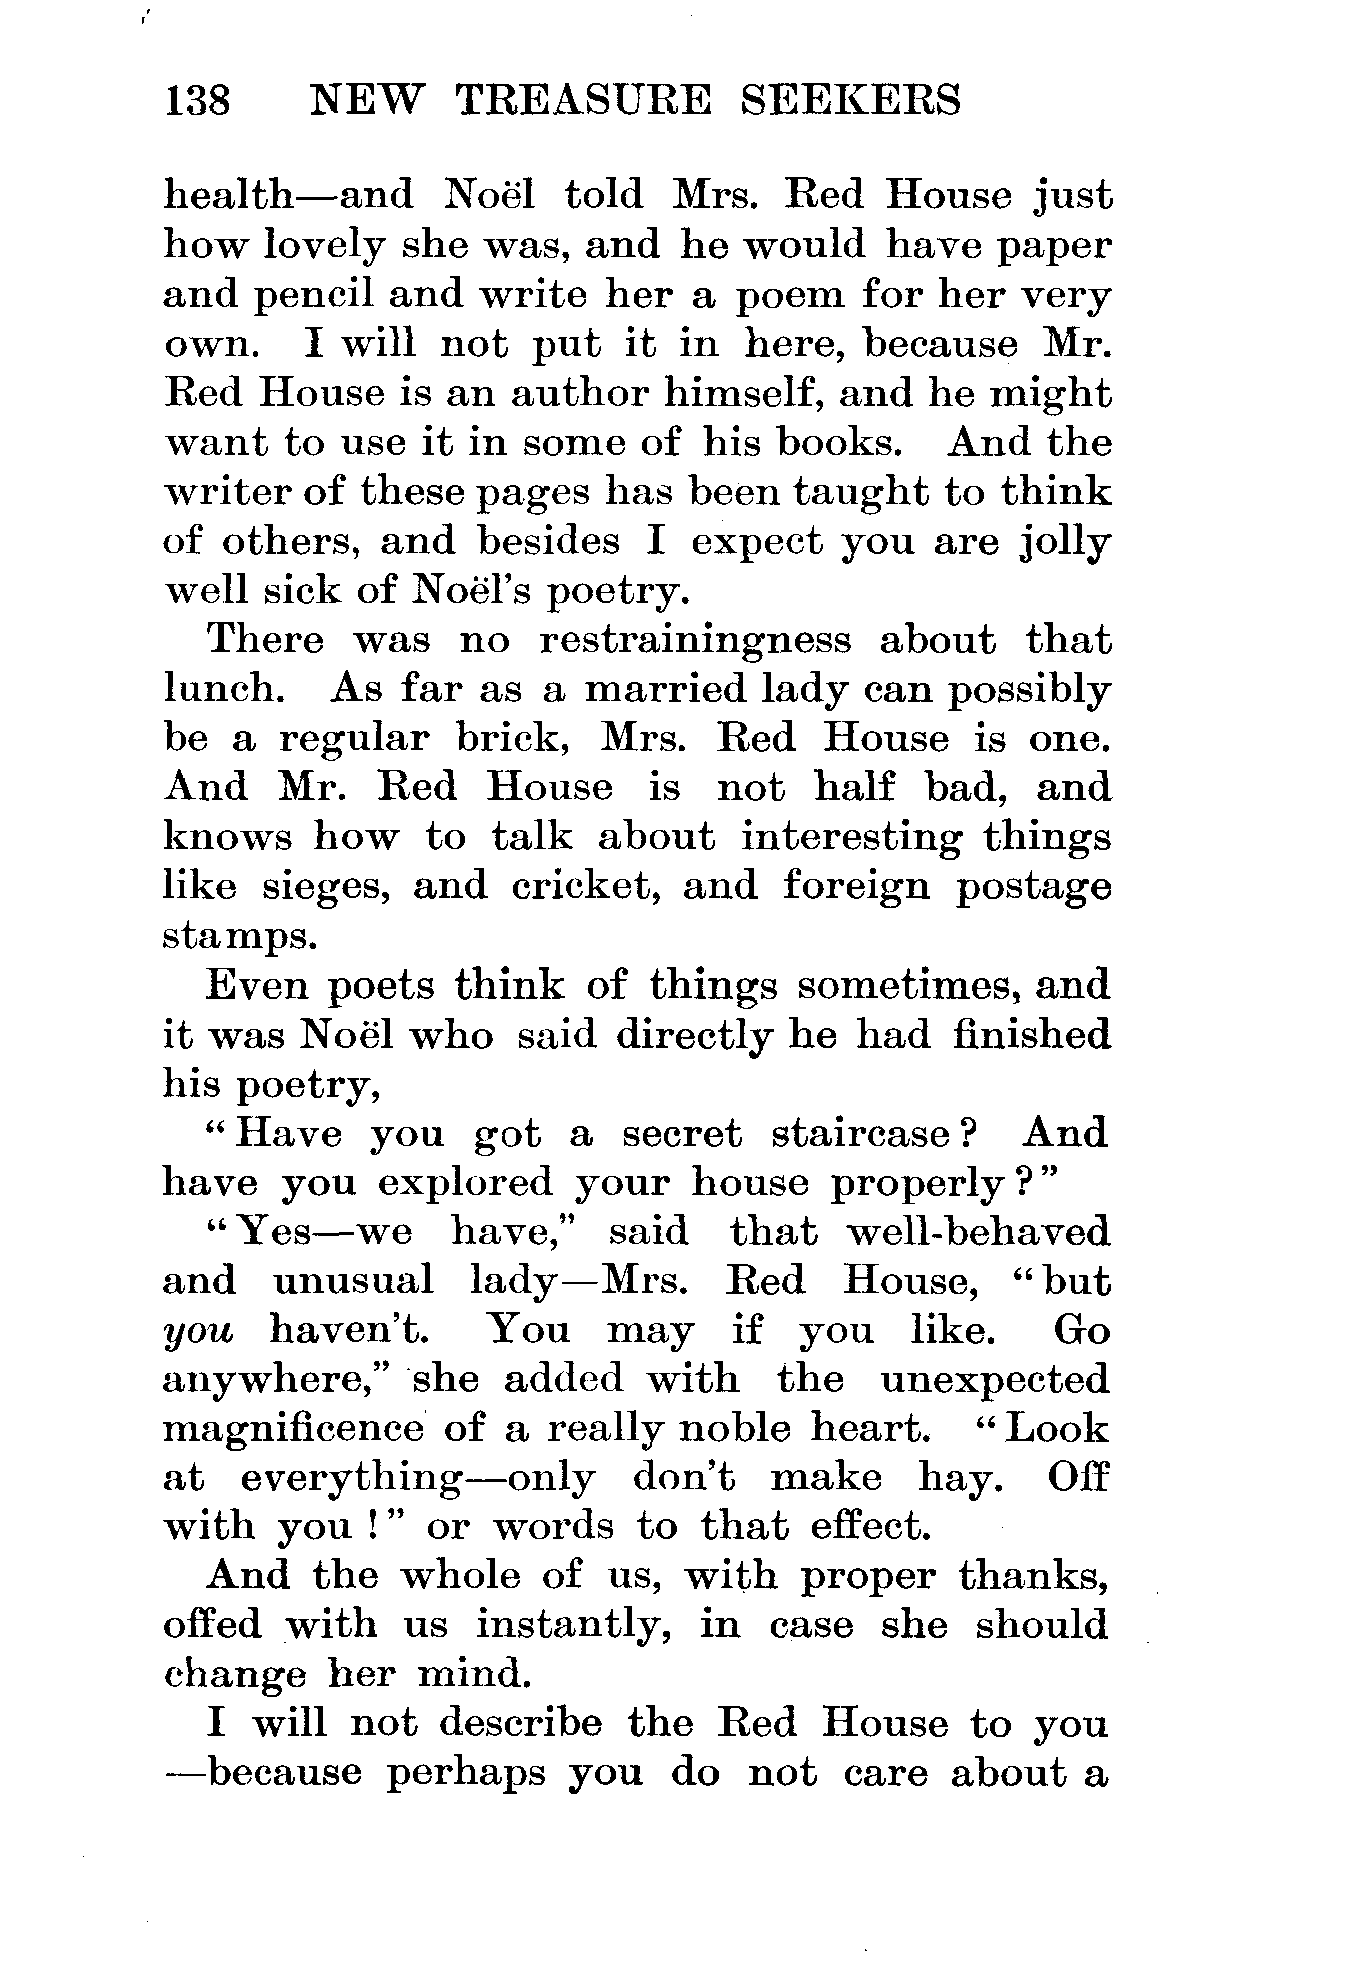 138 NEW TREASURE SEEKERS
health—and Noël told Mrs. Red House just
how lovely she was, and he would have paper
and pencil and write her a poem for her very
own. I will not put it in here, because Mr.
Red House is an author himself, and he might
want to use it in some of his books. And the
writer of these pages has been taught to think
of others, and besides I expect you are jolly
well sick of Noël's poetry.
There was no restrainingness about that
lunch. As far as a married lady can possibly
be a regular brick, Mrs. Red House is one.
And Mr. Red House is not half bad, and
knows how to talk about interesting things
like sieges, and cricket, and foreign postage
stamps.
Even poets think of things sometimes, and
it was Noël who said directly he had finished
his poetry,
“Have you got a secret staircase? And
have you explored your house properly?”
“Yes—we have,” said that well-behaved
and unusual lady—Mrs. Red House, “but
you haven't. You may if you like. Go
anywhere,” she added with the unexpected
magnificence of a really noble heart. “Look
at everything—only don't make hay. Off
with you!” or words to that effect.
And the whole of us, with proper thanks,
offed with us instantly, in case she should
change her mind.
I will not describe the Red House to you
—because perhaps you do not care about a